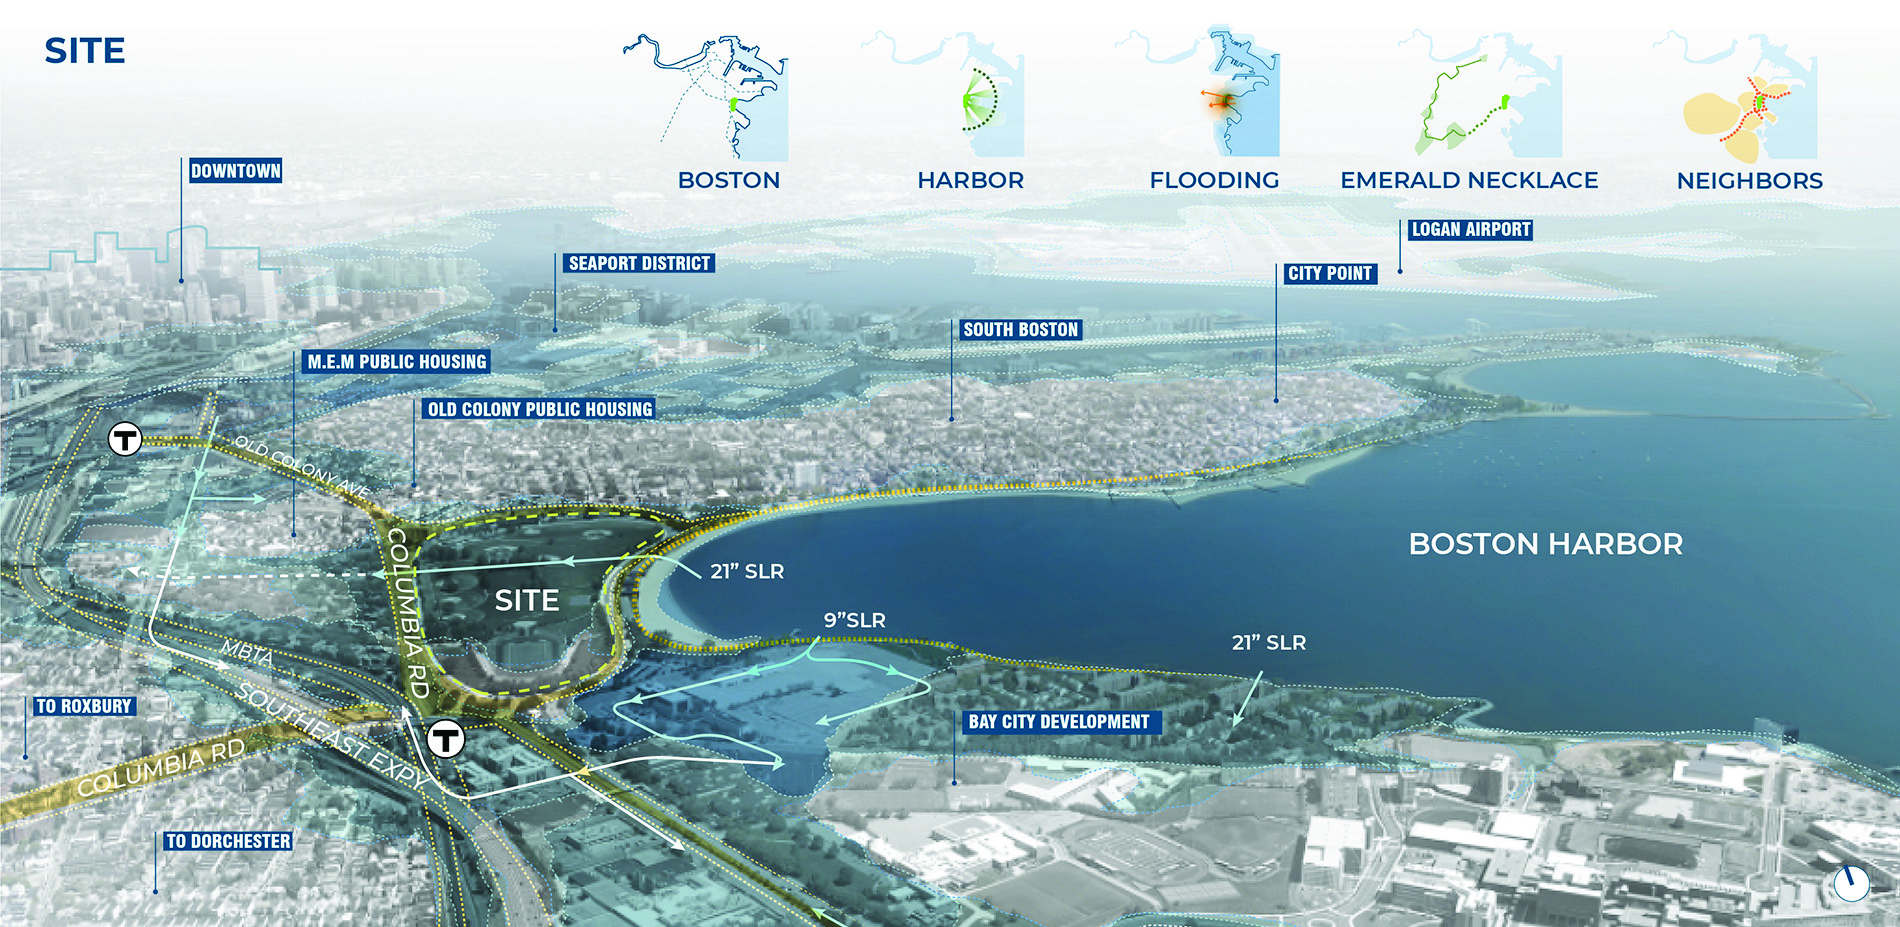 SITE
BOSTON
HARBOR
FLOODING
EMERALD NECKLACE
NEIGHBORS
DOWNTOWN
LOGAN AIRPORT
SEAPORT DISTRICT
CITY POINT
SOUTH BOSTON
M.E.M PUBLIC HOUSING
OLD COLONY PUBLIC HOUSING
T
OLD COLONY AVE
COLUMBIA RD
BOSTON HARBOR
21” SLR
SITE
9”SLR
21” SLR
MBTA
SOUTHEAST EXPY
TO ROXBURY
BAY CITY DEVELOPMENT
T
COLUMBIA RD
TO DORCHESTER